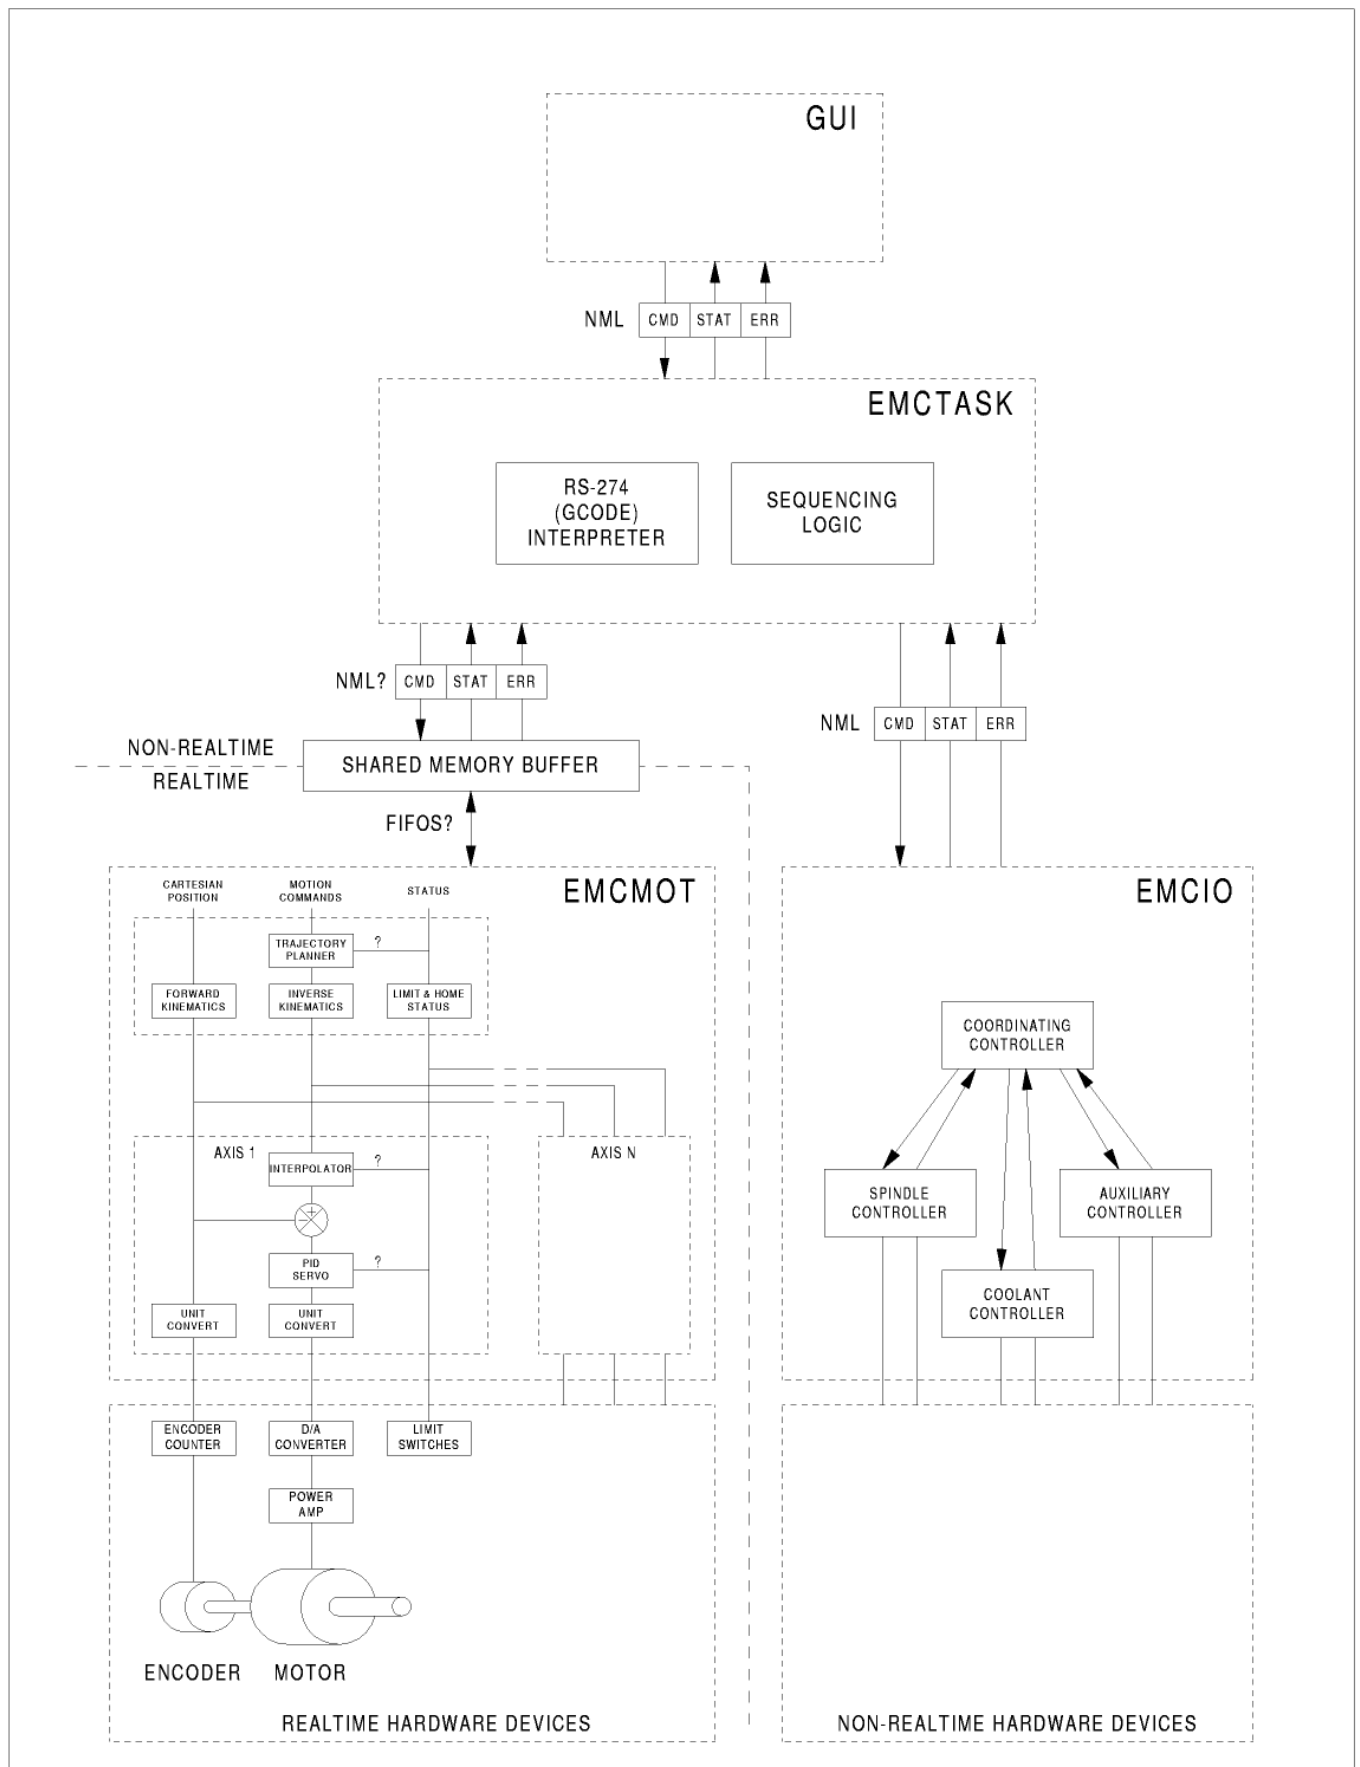 GUI
NML
CMD
STAT
ERR
EMCTASK
RS-274
(GCODE)
INTERPRETER
SEQUENCING
LOGIC
NML?
CMD
STAT
ERR
NML
CMD
STAT
ERR
NON-REALTIME
REALTIME
SHARED MEMORY BUFFER
FIFOS?
EMCMOT
CARTESIAN
POSITION
MOTION
COMMANDS
STATUS
TRAJECTORY
PLANNER
?
FORWARD
KINEMATICS
INVERSE
KINEMATICS
LIMIT & HOME
STATUS
AXIS 1
INTERPOLATOR
?
+
−
PID
SERVO
?
UNIT
CONVERT
UNIT
CONVERT
AXIS N
EMCIO
COORDINATING
CONTROLLER
SPINDLE
CONTROLLER
AUXILIARY
CONTROLLER
COOLANT
CONTROLLER
ENCODER
COUNTER
D/A
CONVERTER
LIMIT
SWITCHES
POWER
AMP
ENCODER
MOTOR
REALTIME HARDWARE DEVICES
NON-REALTIME HARDWARE DEVICES